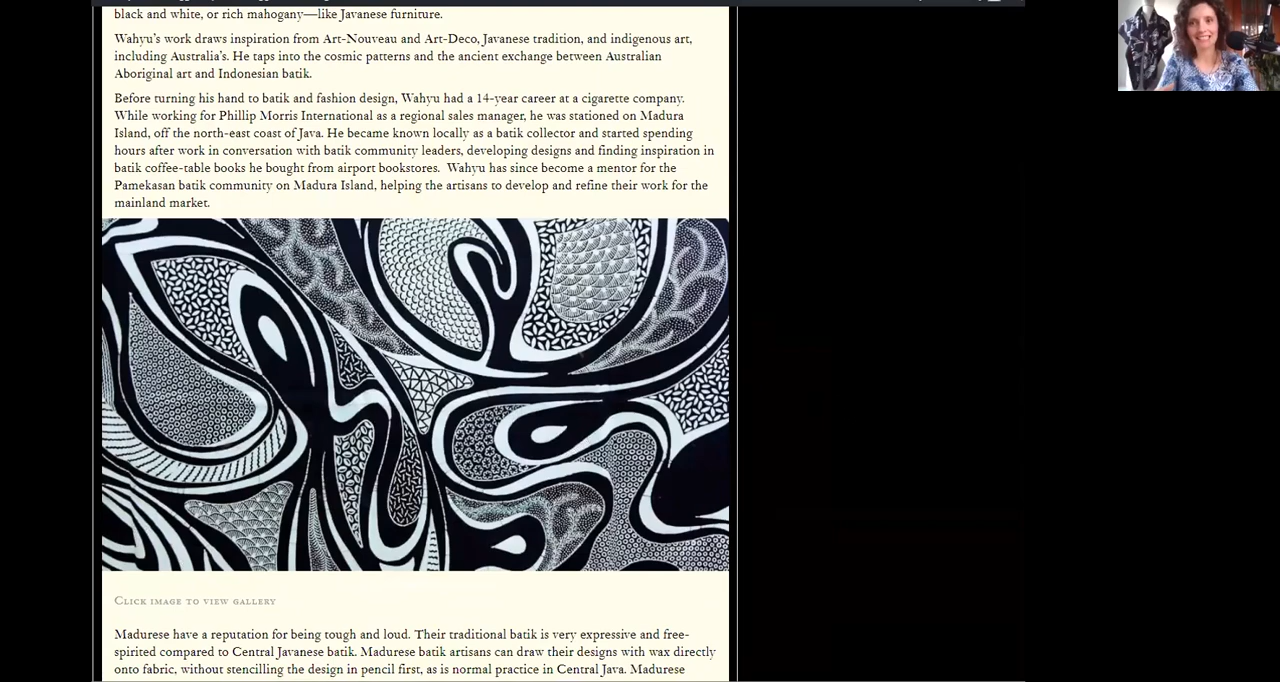 black and white, or rich mahogany—like Javanese furniture.
Wahyu's work draws inspiration from Art-Nouveau and Art-Deco, Javanese tradition, and indigenous art,
including Australia's. He taps into the cosmic patterns and the ancient exchange between Australian
Aboriginal art and Indonesian batik.
Before turning his hand to batik and fashion design, Wahyu had a 14-year career at a cigarette company.
While working for Phillip Morris International as a regional sales manager, he was stationed on Madura
Island, off the north-east coast of Java. He became known locally as a batik collector and started spending
hours after work in conversation with batik community leaders, developing designs and finding inspiration in
batik coffee-table books he bought from airport bookstores.  Wahyu has since become a mentor for the
Pamekasan batik community on Madura Island, helping the artisans to develop and refine their work for the
mainland market.
Click image to view gallery
Madurese have a reputation for being tough and loud. Their traditional batik is very expressive and free-
spirited compared to Central Javanese batik. Madurese batik artisans can draw their designs with wax directly
onto fabric, without stencilling the design in pencil first, as is normal practice in Central Java. Madurese